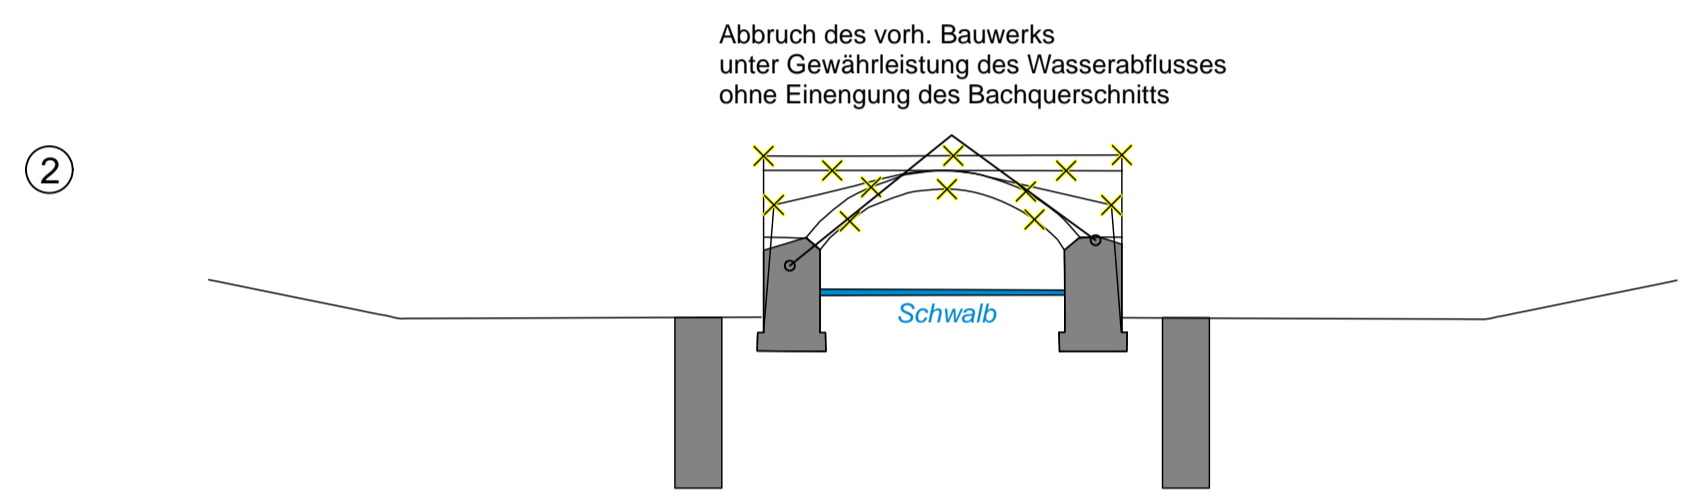 Abbruch des vorh. Bauwerks
unter Gewährleistung des Wasserabflusses
ohne Einengung des Bachquerschnitts
2
Schwalb